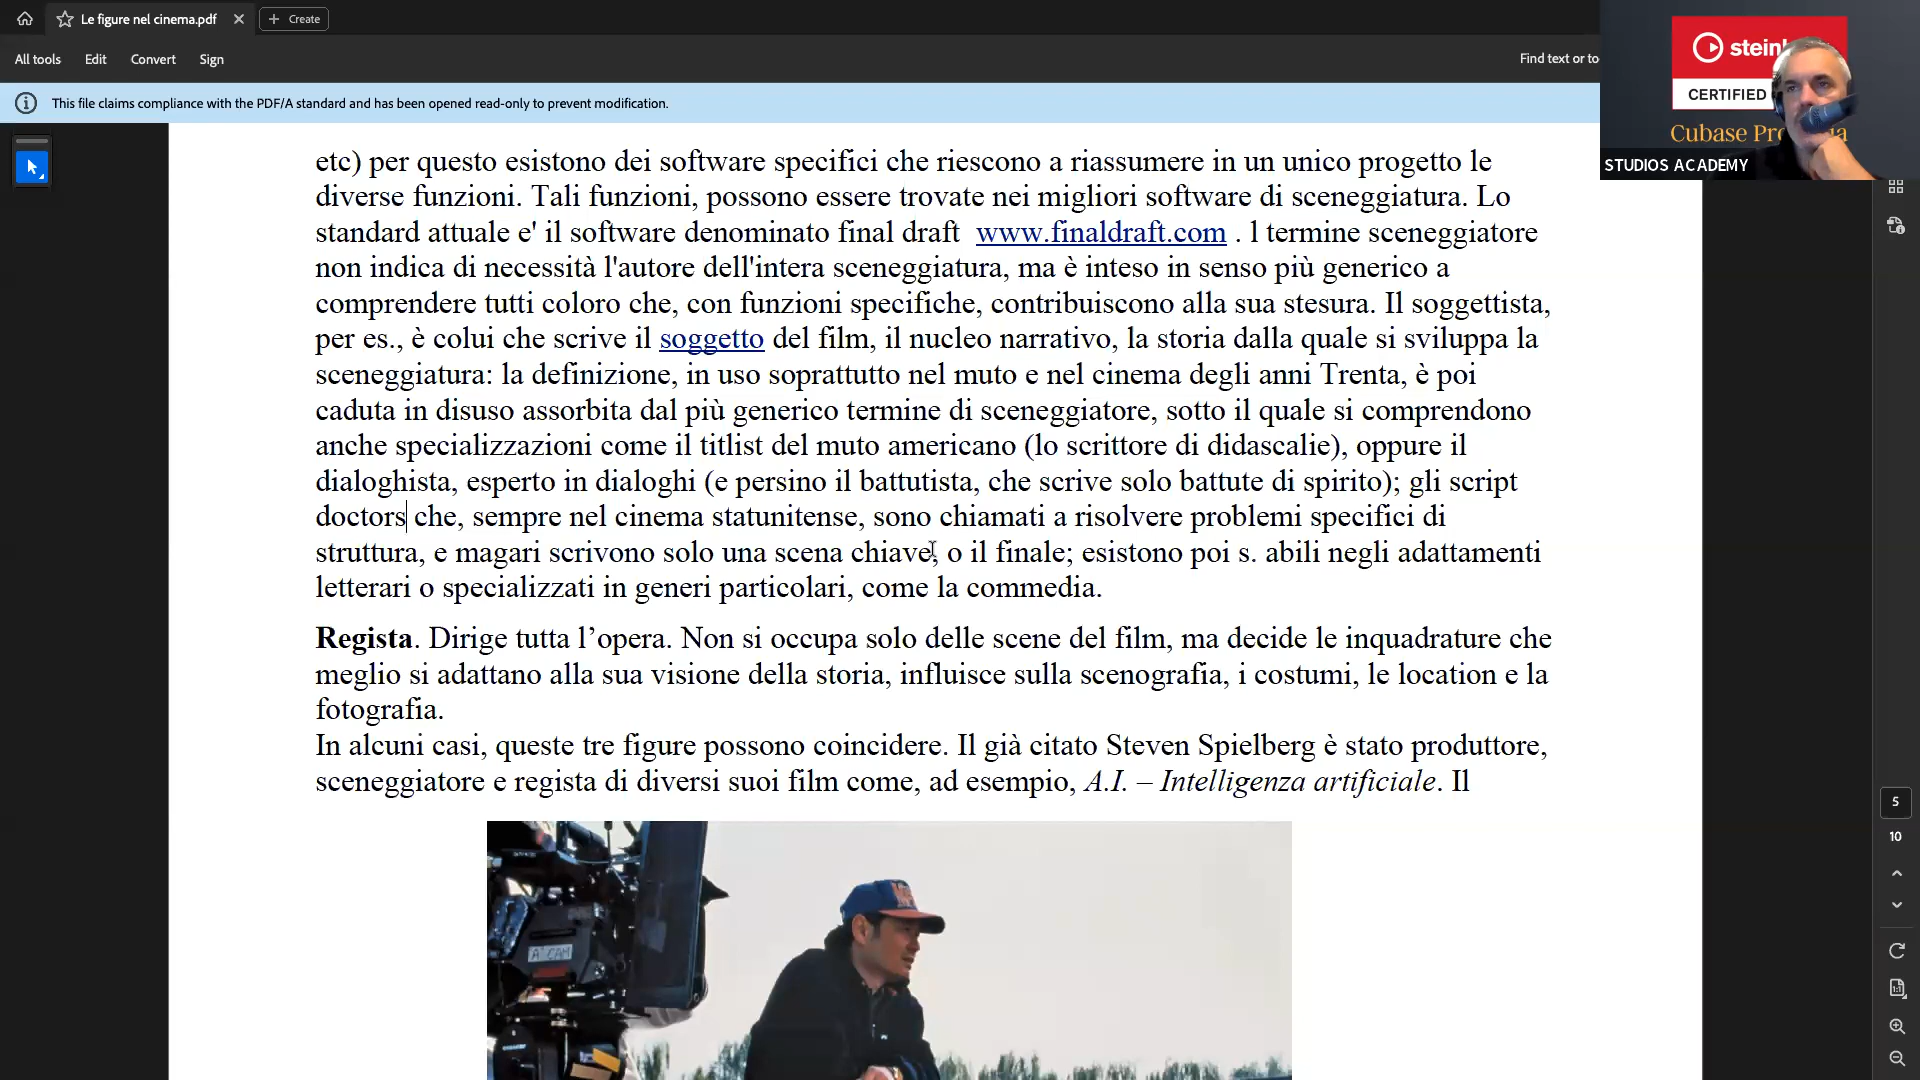 Le figure nel cinema.pdf
Create
All tools Edit Convert Sign
Find text or to
This file claims compliance with the PDF/A standard and has been opened read-only to prevent modification.
CERTIFIED
STUDIOS ACADEMY
etc) per questo esistono dei software specifici che riescono a riassumere in un unico progetto le
diverse funzioni. Tali funzioni, possono essere trovate nei migliori software di sceneggiatura. Lo
standard attuale e' il software denominato final draft www.finaldraft.com . l termine sceneggiatore
non indica di necessità l'autore dell'intera sceneggiatura, ma è inteso in senso più generico a
comprendere tutti coloro che, con funzioni specifiche, contribuiscono alla sua stesura. Il soggettista,
per es., è colui che scrive il soggetto del film, il nucleo narrativo, la storia dalla quale si sviluppa la
sceneggiatura: la definizione, in uso soprattutto nel muto e nel cinema degli anni Trenta, è poi
caduta in disuso assorbita dal più generico termine di sceneggiatore, sotto il quale si comprendono
anche specializzazioni come il titlist del muto americano (lo scrittore di didascalie), oppure il
dialoghista, esperto in dialoghi (e persino il battutista, che scrive solo battute di spirito); gli script
doctors che, sempre nel cinema statunitense, sono chiamati a risolvere problemi specifici di
struttura, e magari scrivono solo una scena chiave, o il finale; esistono poi s. abili negli adattamenti
letterari o specializzati in generi particolari, come la commedia.
Regista. Dirige tutta l’opera. Non si occupa solo delle scene del film, ma decide le inquadrature che
meglio si adattano alla sua visione della storia, influisce sulla scenografia, i costumi, le location e la
fotografia.
In alcuni casi, queste tre figure possono coincidere. Il già citato Steven Spielberg è stato produttore,
sceneggiatore e regista di diversi suoi film come, ad esempio, A.I. – Intelligenza artificiale. Il
A CAM
5
10
Cubase